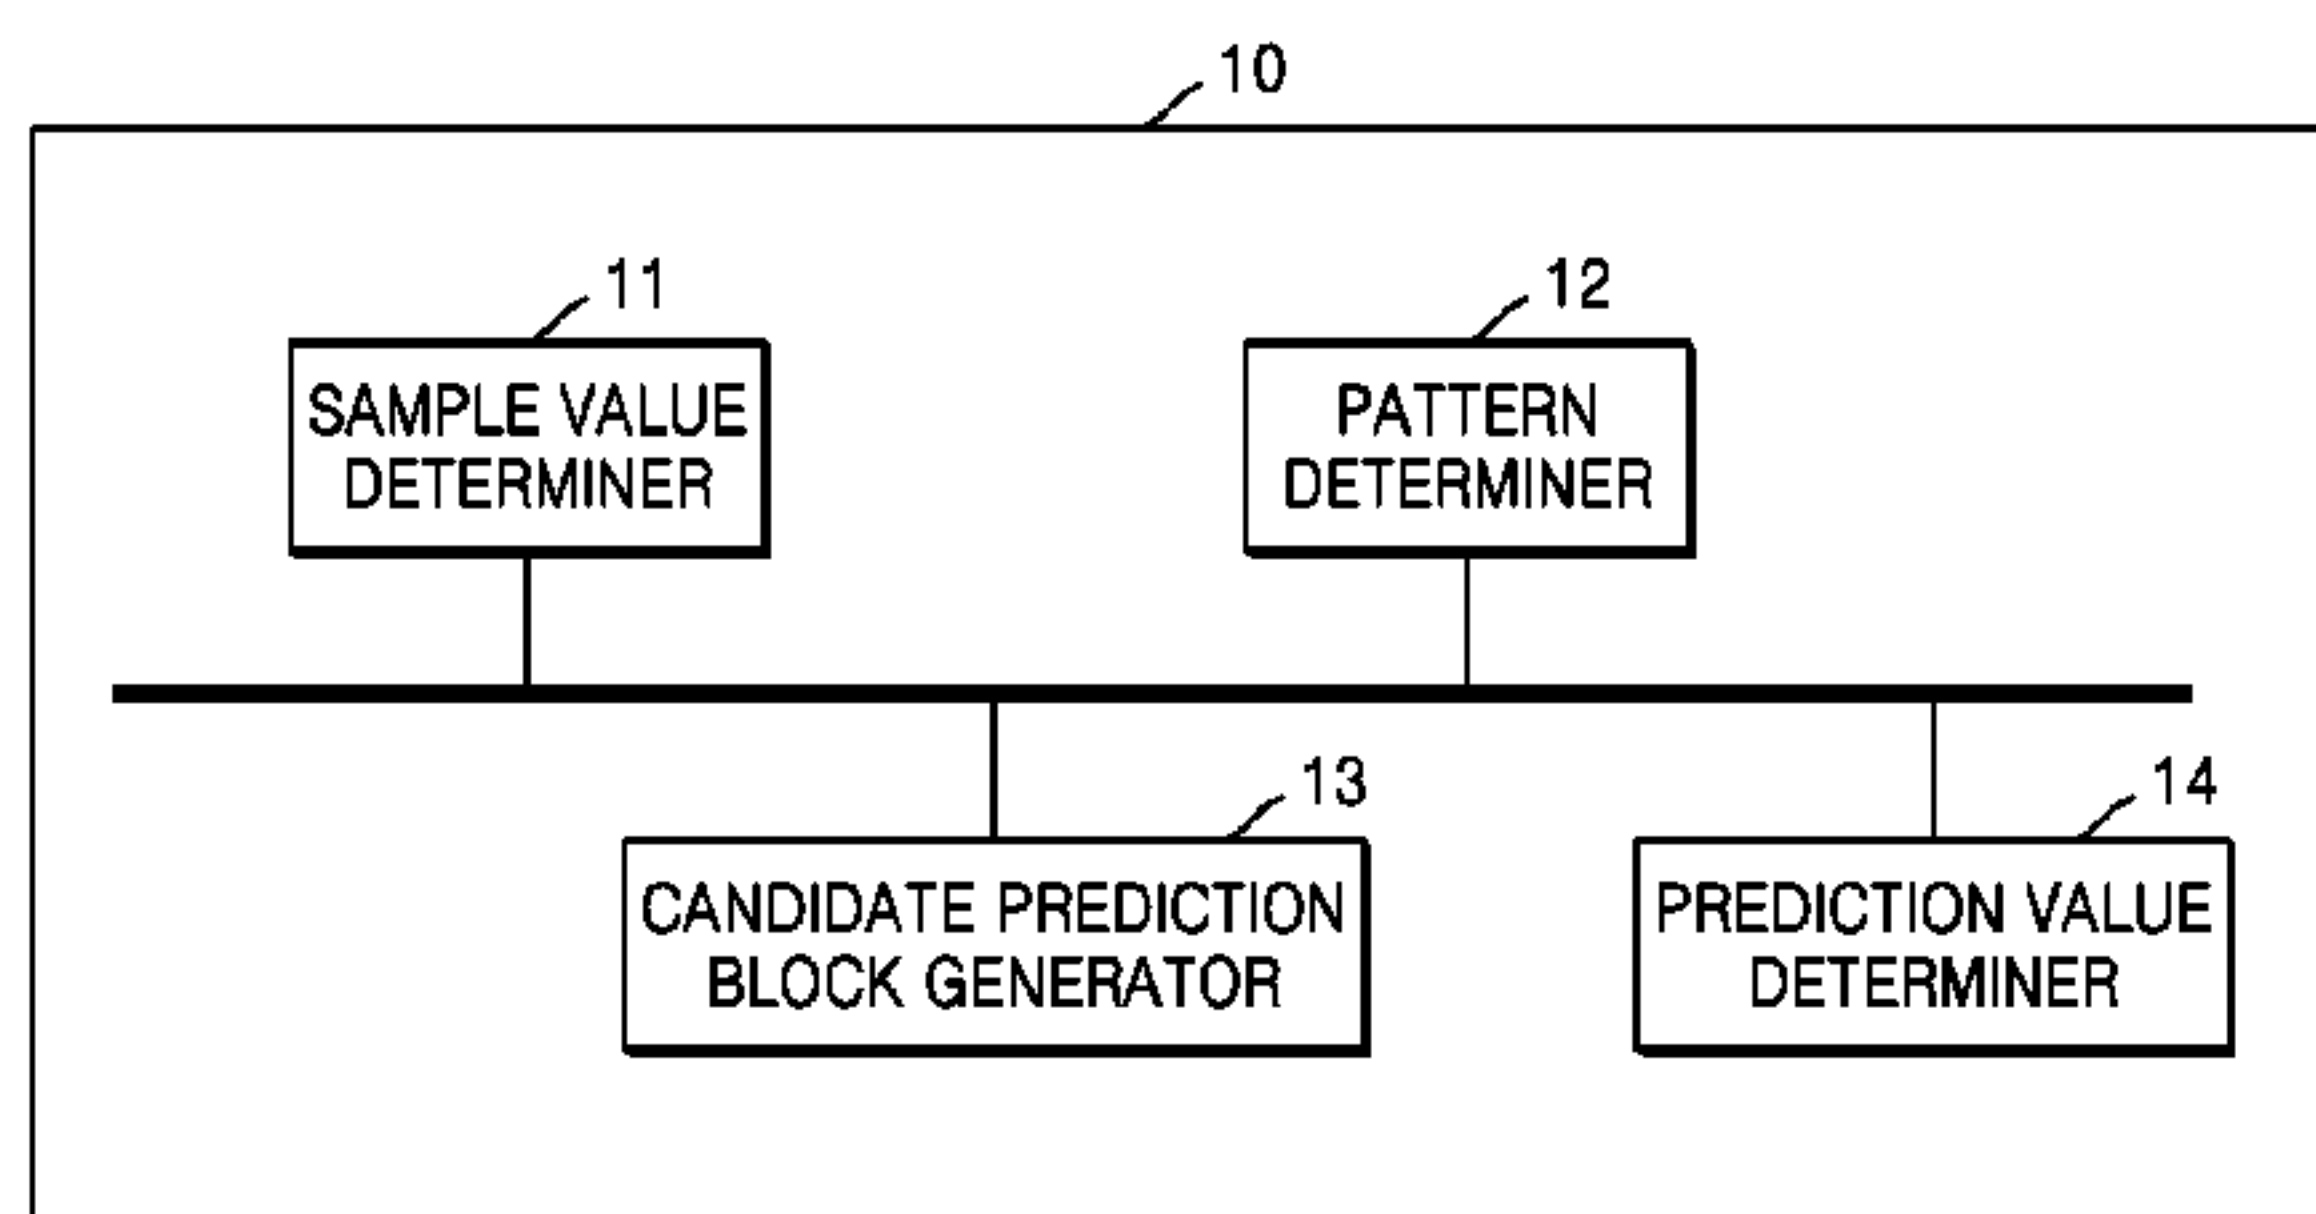 10
11
12
SAMPLE VALUE
DETERMINER
PATTERN
DETERMINER
13
14
CANDIDATE PREDICTION
BLOCK GENERATOR
PREDICTION VALUE
DETERMINER